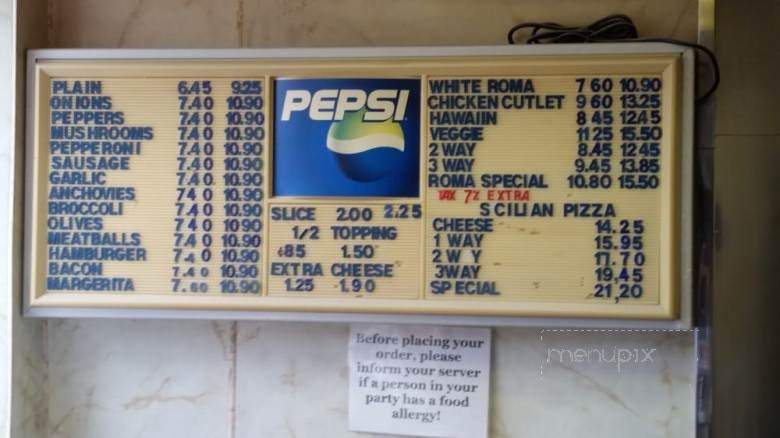 PLAIN 6.45 9.25
ONIONS 7.40 10.90
PEPPERS 7.40 10.90
MUSHROOMS 7.40 10.90
PEPPERONI 7.40 10.90
SAUSAGE 7.40 10.90
GARLIC 7.40 10.90
ANCHOVIES 740 10.90
BROCCOLI 7.40 10.90
OLIVES 7.40 10.90
MEATBALLS 7.40 10.90
HAMBURGER 7.40 10.90
BACON 7.40 10.90
MARGERITA 7.60 10.90
PEPSI
SLICE 2.00 2.25
1/2 TOPPING
.85 1.50
EXTRA CHEESE
1.25 1.90
WHITE ROMA 7 60 10.90
CHICKEN CUTLET 9 60 13.25
HAWAIIN 8 45 12.45
VEGGIE 11 25 15.50
2 WAY 8.45 12.45
3 WAY 9.45 13.85
ROMA SPECIAL 10.80 15.50
TAX 7% EXTRA
S CILIAN PIZZA
CHEESE 14.25
1 WAY 15.95
2 W Y 17.70
3WAY 19,45
SP ECIAL 21,20
Before placing your
order, please
inform your server
if a person in your
party has a food
allergy!
menupix